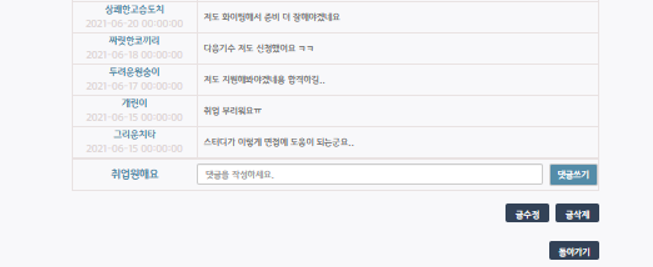 상쾌한고슴도치
2021-06-20 00:00:00
저도 화이팅해서 준비 더 잘해야겠네요
짜릿한코끼리
2021-06-18 00:00:00
다음기수 저도 신청했어요 ㅋㅋ
두려운원숭이
2021-06-17 00:00:00
저도 지원해봐야겠네용 합격하길..
개린이
2021-06-15 00:00:00
취업 부러워요ㅠ
그리운치타
2021-06-15 00:00:00
스터디가 이렇게 면접에 도움이 되는군요..
취업원해요
댓글을 작성하세요.
댓글쓰기
글수정
글삭제
돌아가기